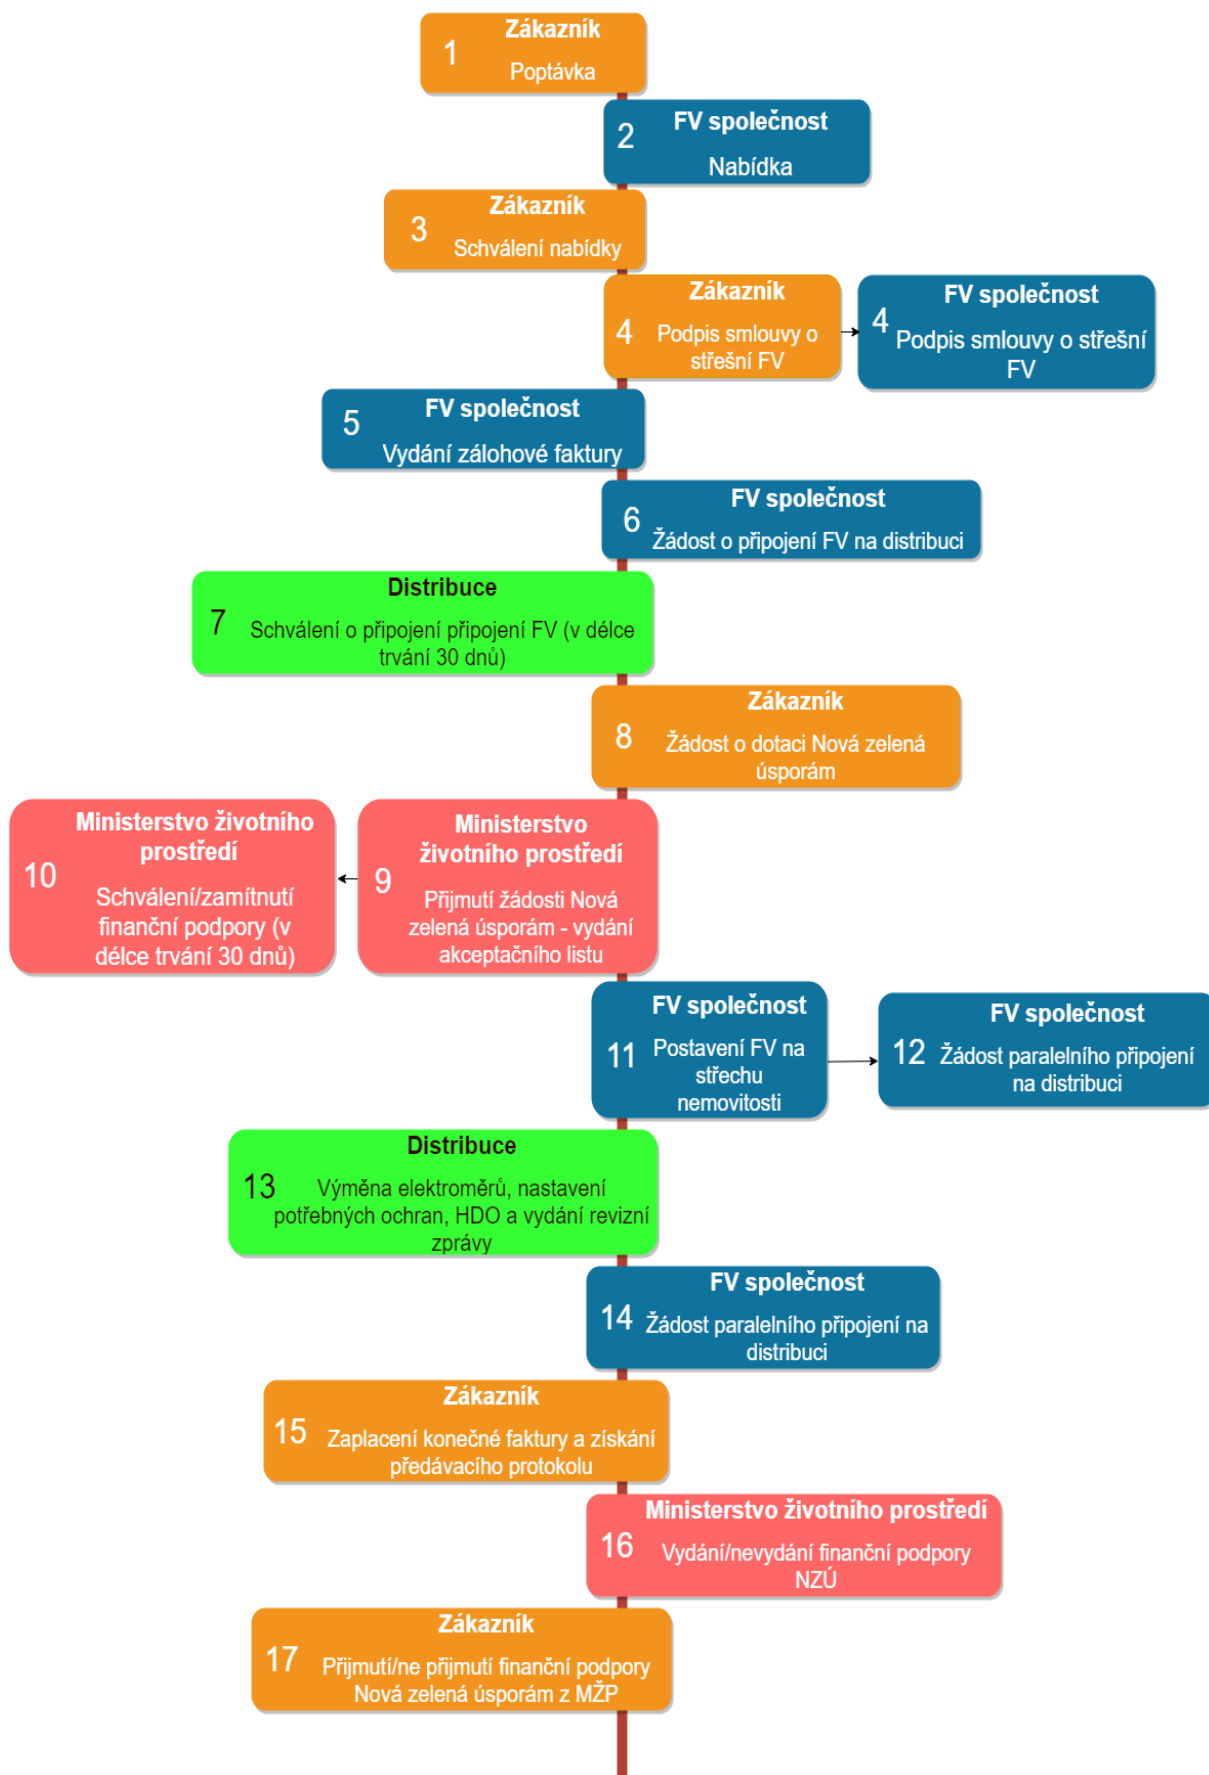 Zákazník
1
Poptávka
FV společnost
2
Nabídka
Zákazník
3
Schválení nabídky
Zákazník
4
Podpis smlouvy o
střešní FV
FV společnost
4
Podpis smlouvy o střešní
FV
FV společnost
5
Vydání zálohové faktury
FV společnost
6
Žádost o připojení FV na distribuci
Distribuce
7
Schválení o připojení připojení FV (v délce
trvání 30 dnů)
Zákazník
8
Žádost o dotaci Nová zelená
úsporám
Ministerstvo životního
prostředí
10
Schválení/zamítnutí
finanční podpory (v
délce trvání 30 dnů)
Ministerstvo
životního prostředí
9
Přijmutí žádosti Nová
zelená úsporám - vydání
akceptačního listu
FV společnost
11
Postavení FV na
střechu
nemovitosti
FV společnost
12
Žádost paralelního připojení
na distribuci
Distribuce
13
Výměna elektroměrů, nastavení
potřebných ochran, HDO a vydání revizní
zprávy
FV společnost
14
Žádost paralelního připojení na
distribuci
Zákazník
15
Zaplacení konečné faktury a získání
předávacího protokolu
Ministerstvo životního prostředí
16
Vydání/nevydání finanční podpory
NZÚ
Zákazník
17
Přijmutí/ne přijmutí finanční podpory
Nová zelená úsporám z MŽP